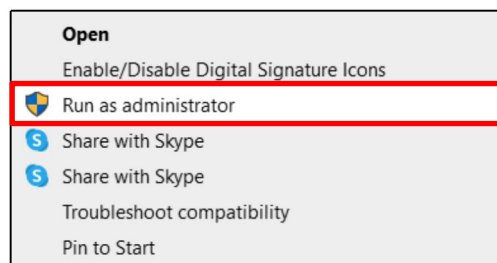 Open
Enable/Disable Digital Signature Icons
Run as administrator
Share with Skype
Share with Skype
Troubleshoot compatibility
Pin to Start